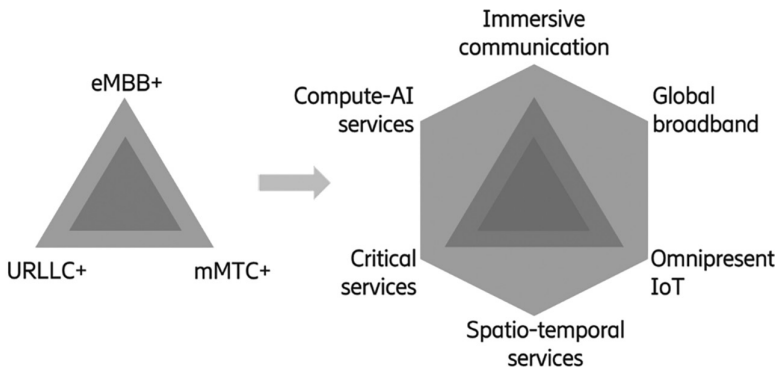 eMBB+
URLLC+
mMTC+
Immersive
communication
Compute-AI
services
Global
broadband
Critical
services
Omnipresent
IoT
Spatio-temporal
services